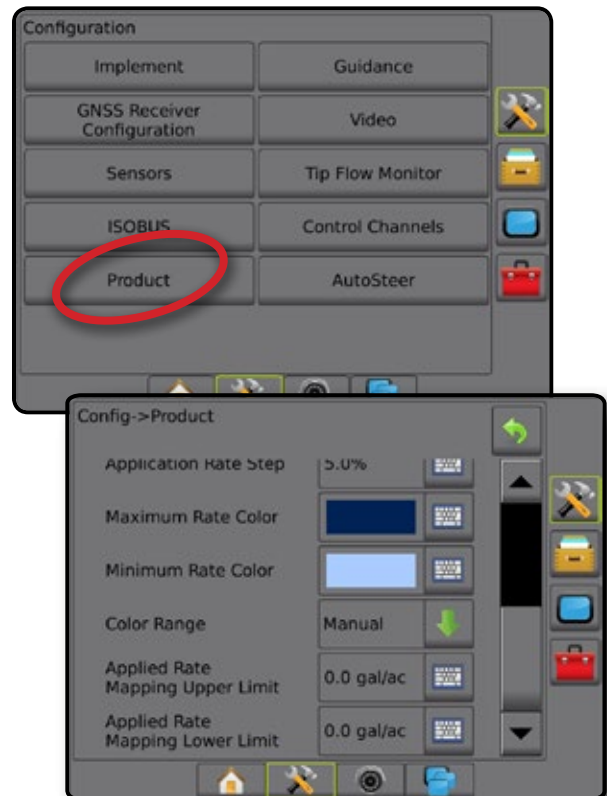 Configuration
Implement
Guidance
GNSS Receiver
Configuration
Video
Sensors
Tip Flow Monitor
ISOBUS
Control Channels
Product
AutoSteer
Config->Product
Application Rate Step
5.0%
Maximum Rate Color
Minimum Rate Color
Color Range
Manual
Applied Rate
Mapping Upper Limit
0.0 gal/ac
Applied Rate
Mapping Lower Limit
0.0 gal/ac